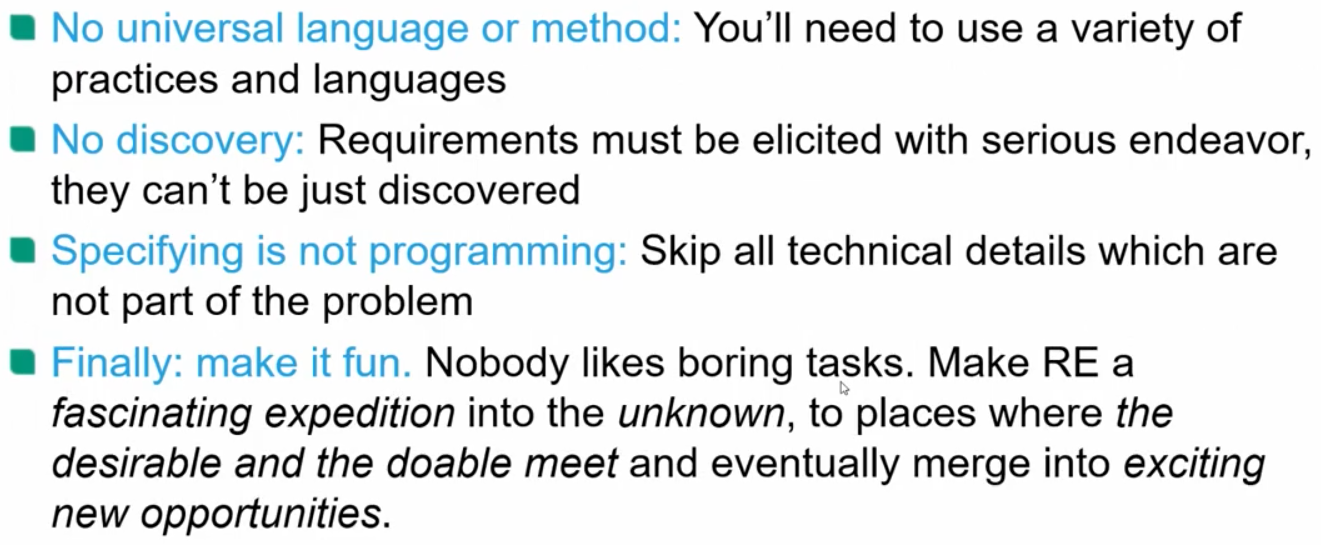 No universal language or method: You’ll need to use a variety of
practices and languages
No discovery: Requirements must be elicited with serious endeavor,
they can’t be just discovered
Specifying is not programming: Skip all technical details which are
not part of the problem
Finally: make it fun. Nobody likes boring tasks. Make RE a
fascinating expedition into the unknown, to places where the
desirable and the doable meet and eventually merge into exciting
new opportunities.